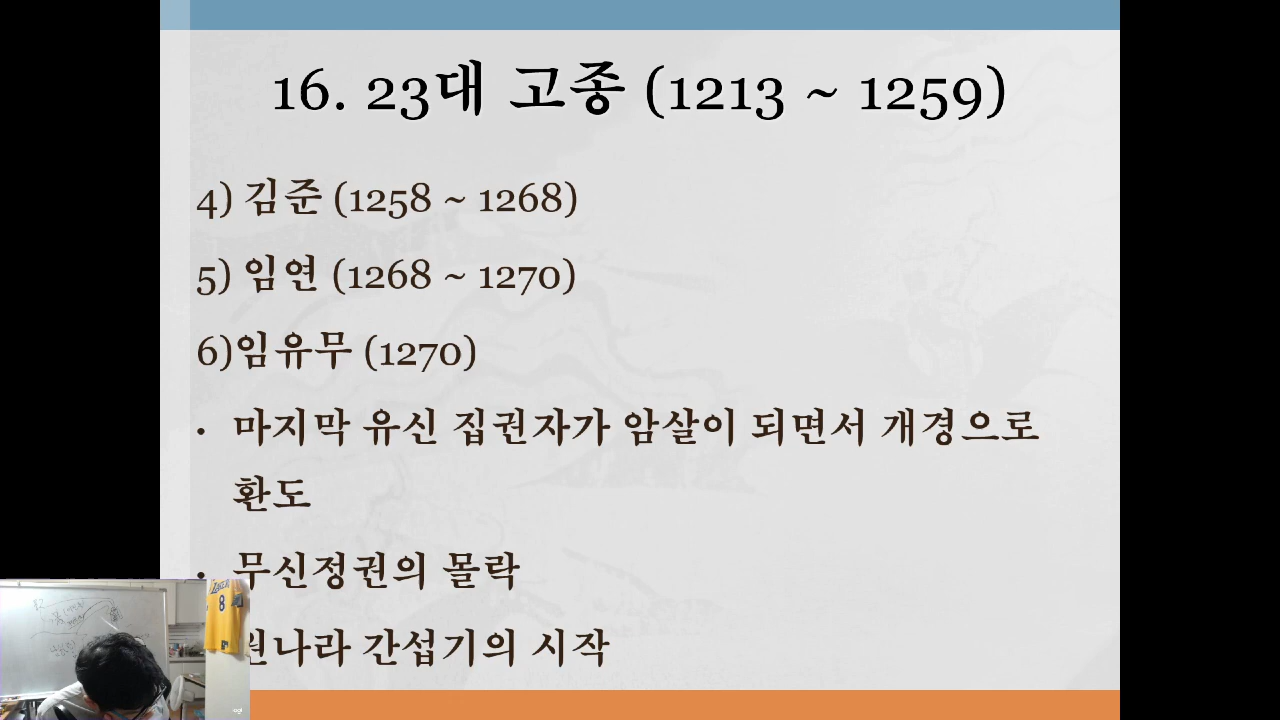 16. 23대 고종 (1213 ~ 1259)
4) 김준 (1258 ~ 1268)
5) 임연 (1268 ~ 1270)
6)임유무 (1270)
• 마지막 유신 집권자가 암살이 되면서 개경으로
환도
• 무신정권의 몰락
원나라 간섭기의 시작
8